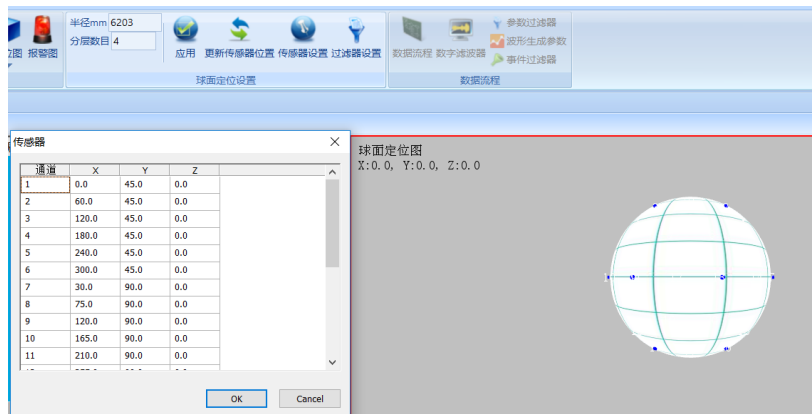 半径mm 6203
分层数目 4
位图 报警图
应用 更新传感器位置 传感器设置 过滤器设置
球面定位设置
数据流程 数字滤波器
参数过滤器
波形生成参数
事件过滤器
数据流程
传感器
通道 X Y Z
1 0.0 45.0 0.0
2 60.0 45.0 0.0
3 120.0 45.0 0.0
4 180.0 45.0 0.0
5 240.0 45.0 0.0
6 300.0 45.0 0.0
7 30.0 90.0 0.0
8 75.0 90.0 0.0
9 120.0 90.0 0.0
10 165.0 90.0 0.0
11 210.0 90.0 0.0
OK Cancel
球面定位图
X:0.0, Y:0.0, Z:0.0